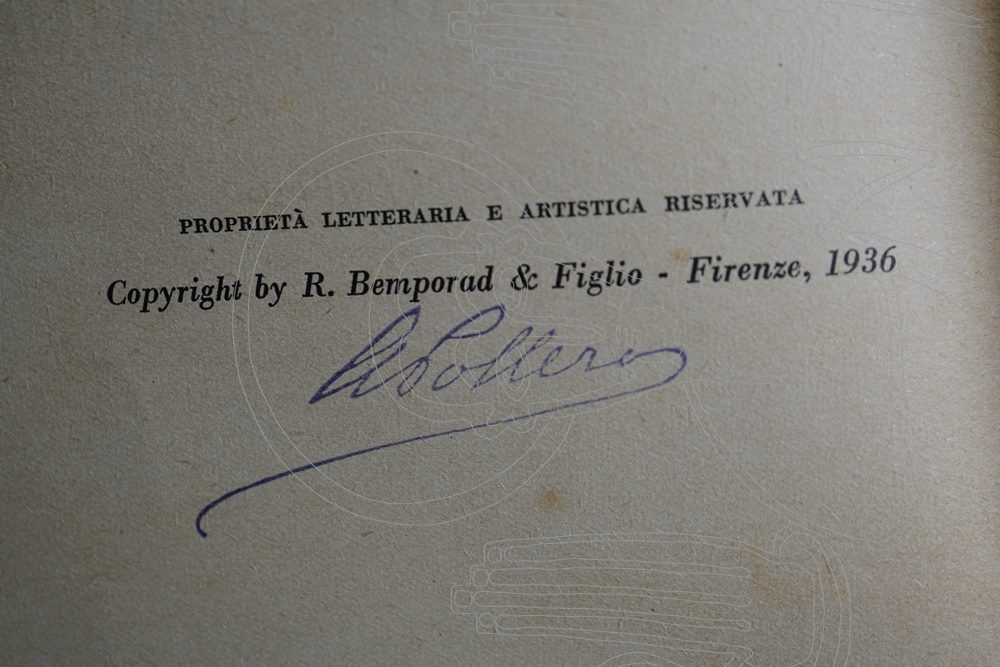 PROPRIETÀ LETTERARIA E ARTISTICA RISERVATA
Copyright by R. Bemporad & Figlio - Firenze, 1936